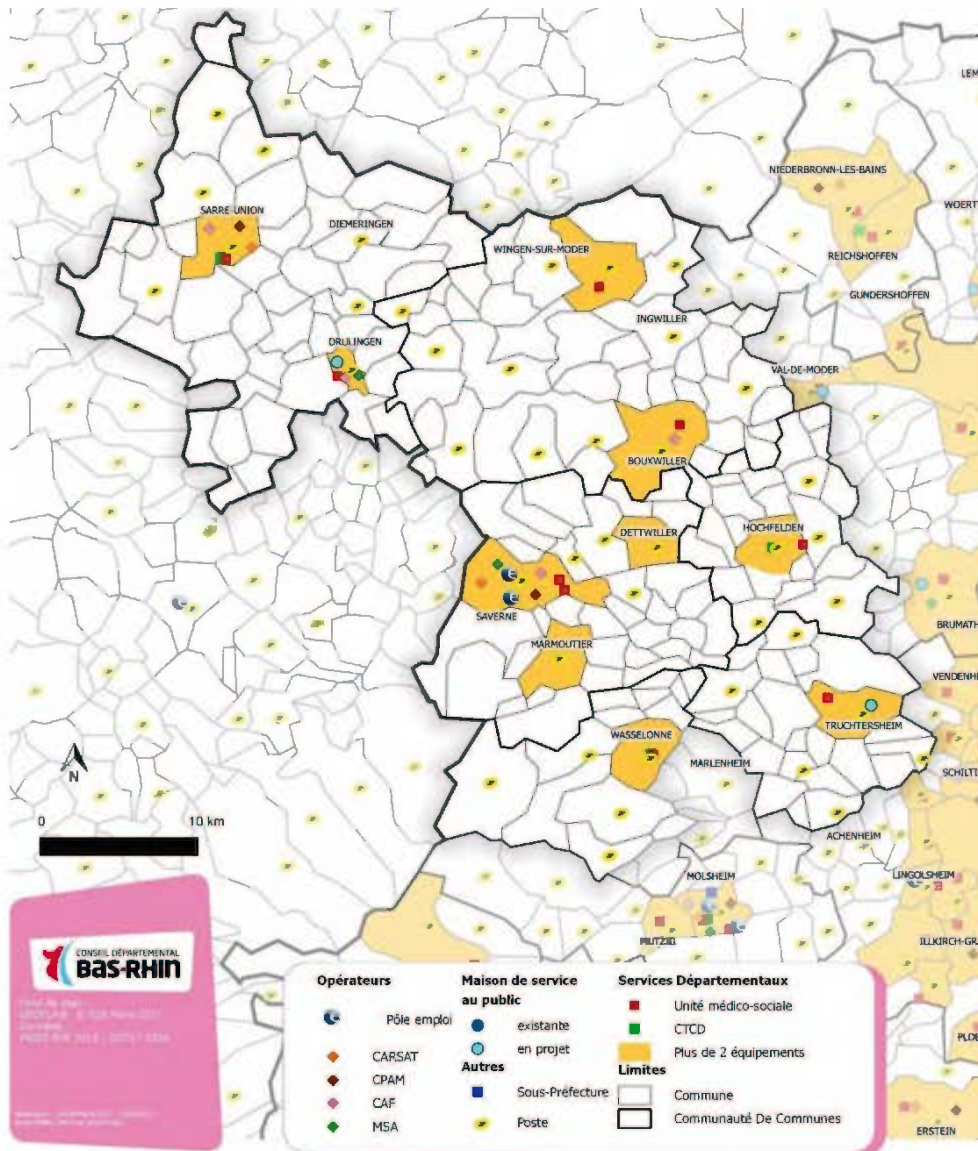 LEM
NIEDERBRONN-LES-BAINS
WOERT
SARRE-UNION
DIEMERINGEN
WINGEN-SUR-MODER
REICHSHOFFEN
GUNDERSHOFFEN
INGWILLER
DRULINGEN
VAL-DE-MODER
BOUXWILLER
DETTWILLER
HOCHFELDEN
SAVERNE
BRUMATH
MARMOUTIER
VENDENHE
WASSELONNE
TRUCHTERSHEIM
MARLENHEIM
SCHILTI
N
0 10 km
ACHENHEIM
MOLSHEIM
LINGOLSHEIM
MUTZIG
ILLKIRCH-GRA
CONSEIL DÉPARTEMENTAL
BAS-RHIN
Opérateurs
Pôle emploi
CARSAT
CPAM
CAF
MSA
Maison de service
au public
existante
en projet
Autres
Sous-Préfecture
Poste
Services Départementaux
Unité médico-sociale
CTCD
Plus de 2 équipements
Limites
Commune
Communauté De Communes
PLOB
ERSTEIN